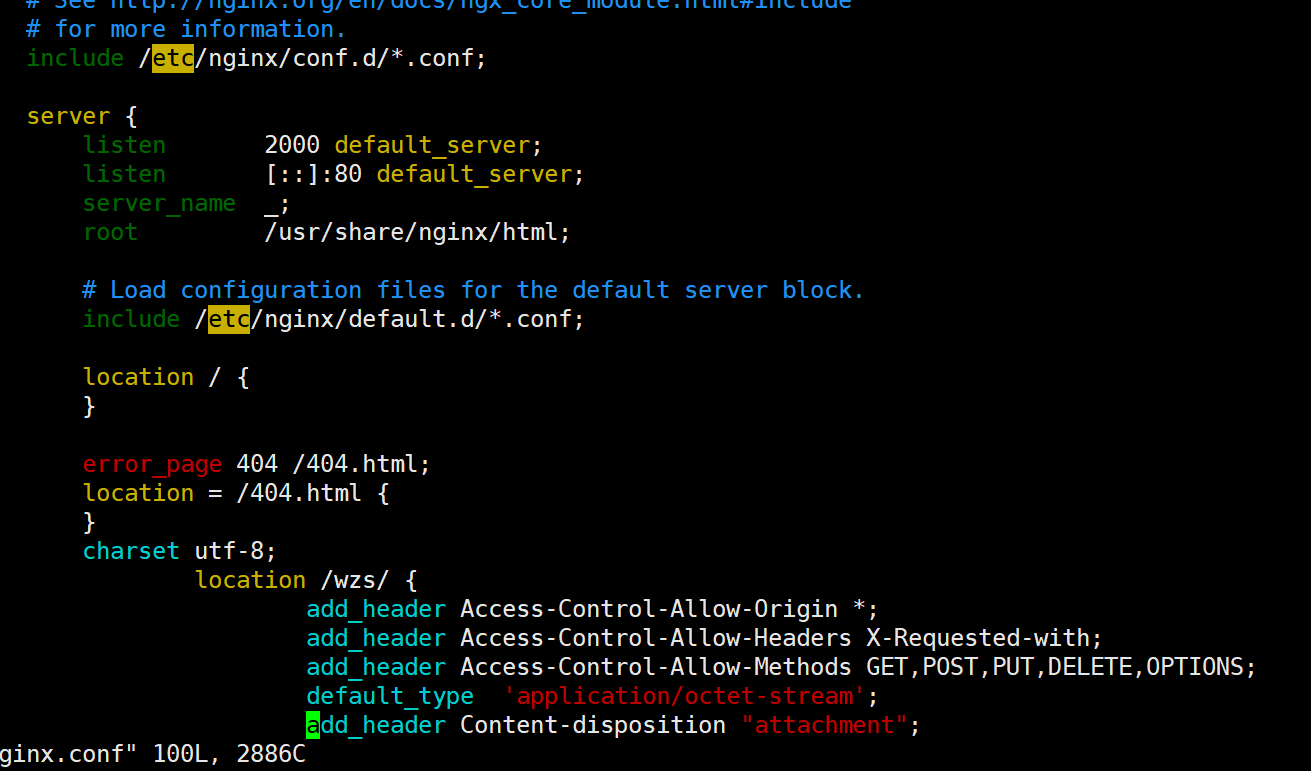 # See http://nginx.org/en/docs/ngx_core_module.html#include
# for more information.
include /etc/nginx/conf.d/*.conf;
server {
listen 2000 default_server;
listen [::]:80 default_server;
server_name _;
root /usr/share/nginx/html;
# Load configuration files for the default server block.
include /etc/nginx/default.d/*.conf;
location / {
}
error_page 404 /404.html;
location = /404.html {
}
charset utf-8;
location /wzs/ {
add_header Access-Control-Allow-Origin *;
add_header Access-Control-Allow-Headers X-Requested-with;
add_header Access-Control-Allow-Methods GET,POST,PUT,DELETE,OPTIONS;
default_type 'application/octet-stream';
add_header Content-disposition "attachment";
ginx.conf" 100L, 2886C